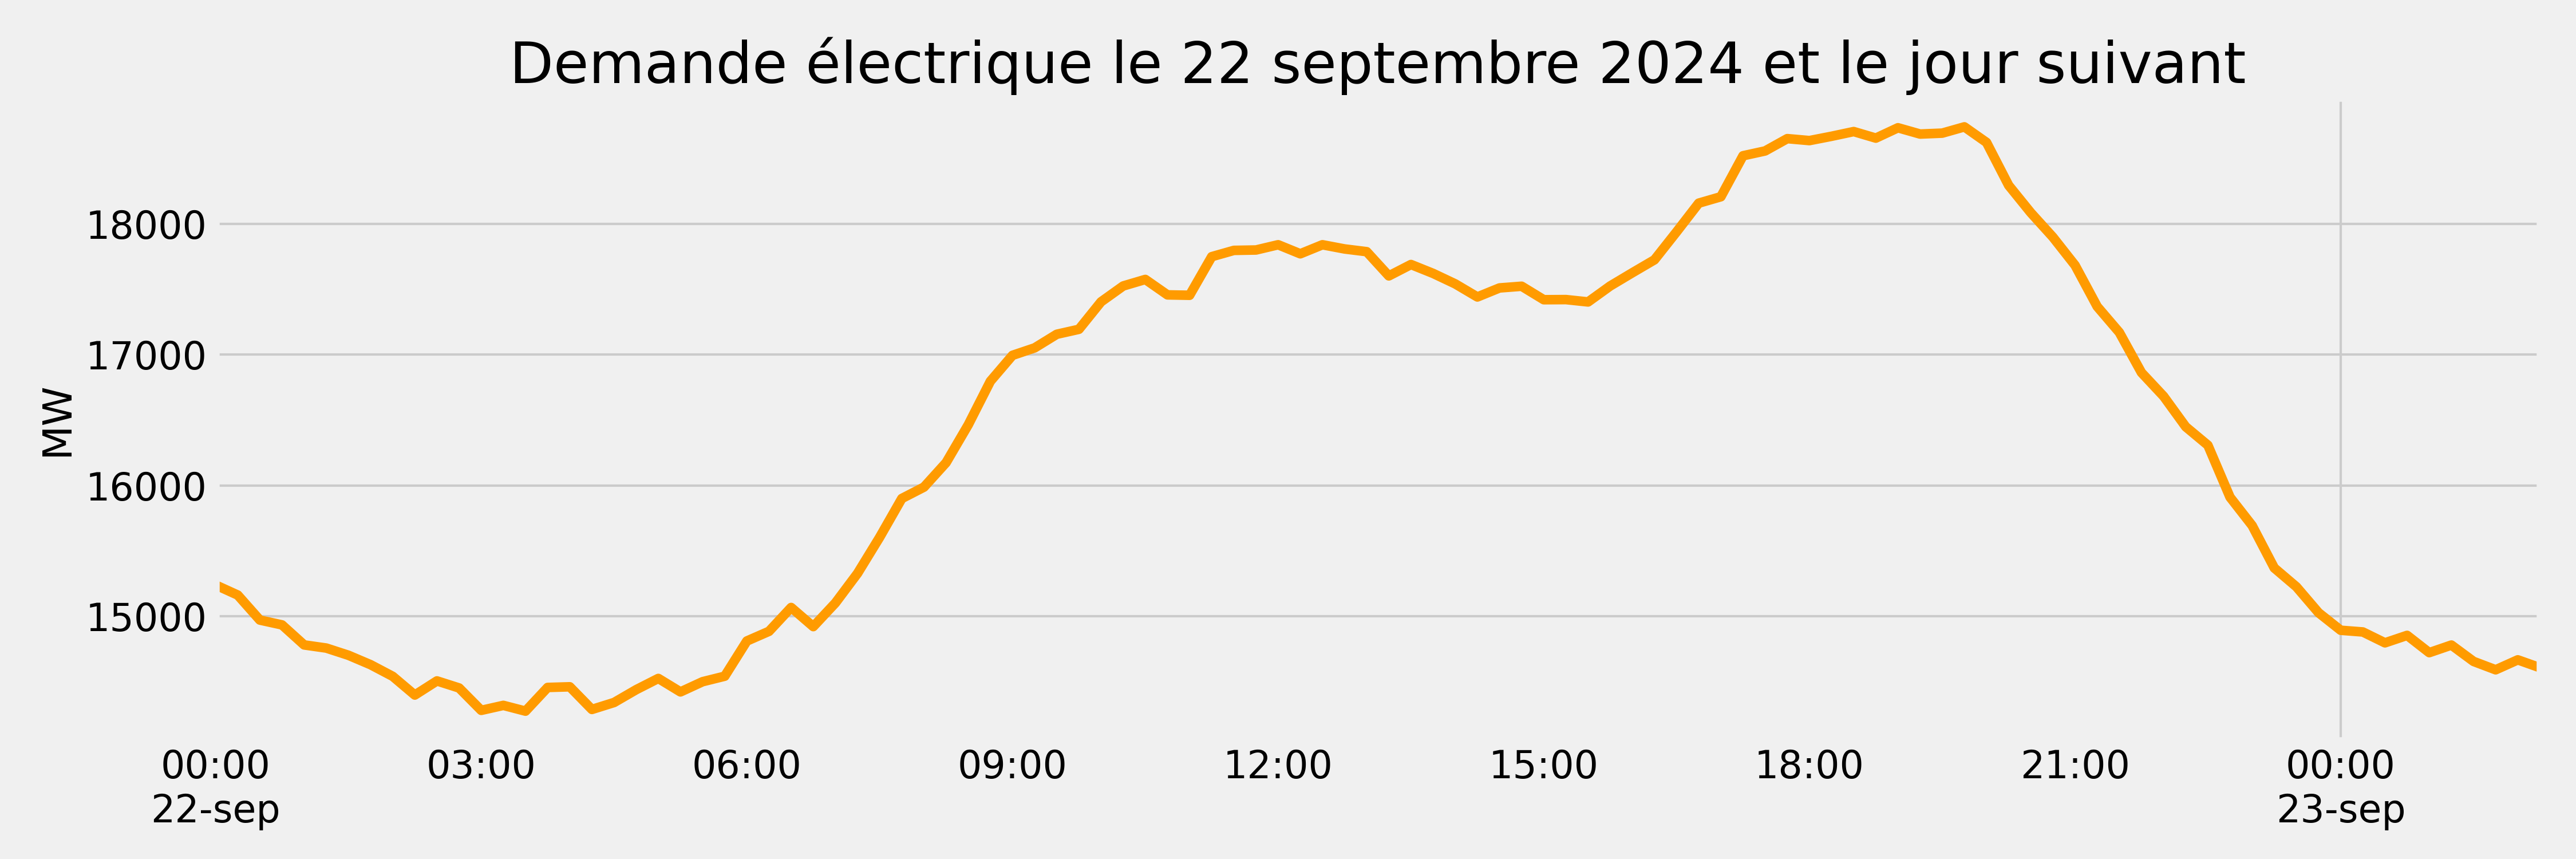 Demande électrique le 22 septembre 2024 et le jour suivant
MW
18000
17000
16000
15000
00:00 03:00 06:00 09:00 12:00 15:00 18:00 21:00 00:00
22-sep 23-sep